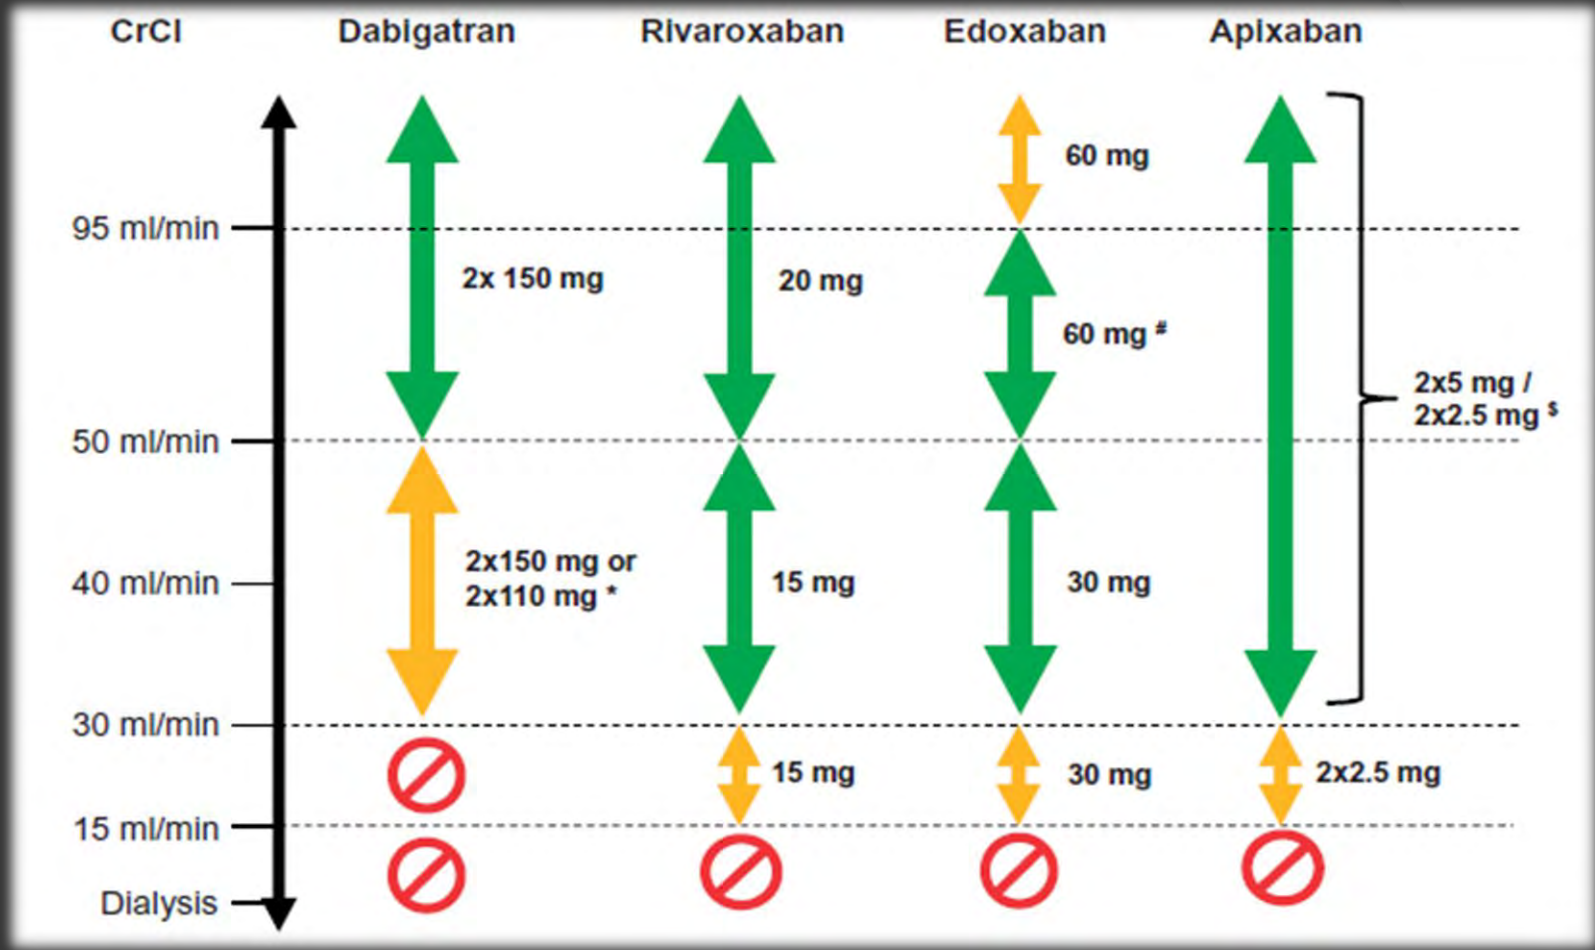 CrCl Dabigatran Rivaroxaban Edoxaban Apixaban
60 mg
95 ml/min
2x 150 mg 20 mg
60 mg #
2x5 mg /
2x2.5 mg $
50 ml/min
2x150 mg or
2x110 mg *
40 ml/min 15 mg 30 mg
30 ml/min
15 mg 30 mg 2x2.5 mg
15 ml/min
Dialysis